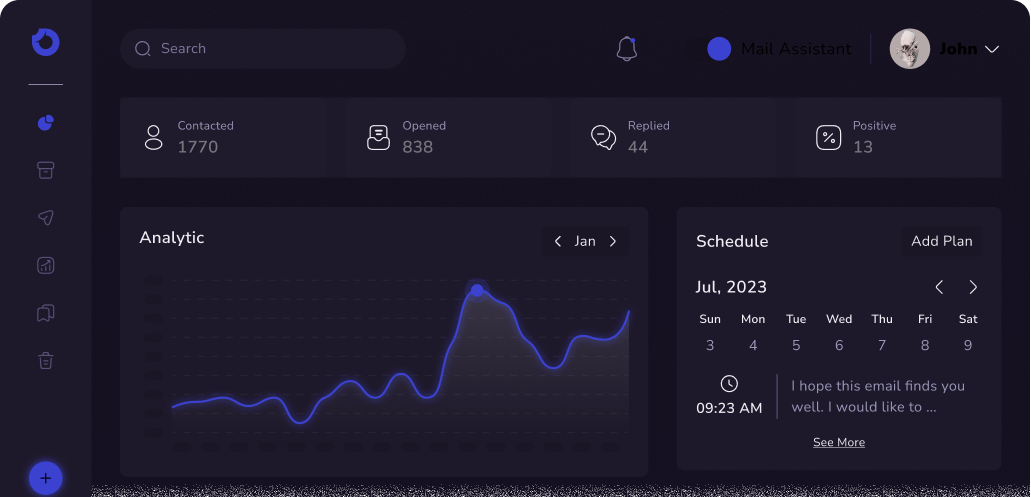 Search
Mail Assistant
John
Contacted
1770
Opened
838
Replied
44
Positive
13
Analytic
Jan
Schedule
Add Plan
Jul, 2023
Sun Mon Tue Wed Thu Fri Sat
3 4 5 6 7 8 9
09:23 AM
I hope this email finds you
well. I would like to ...
See More